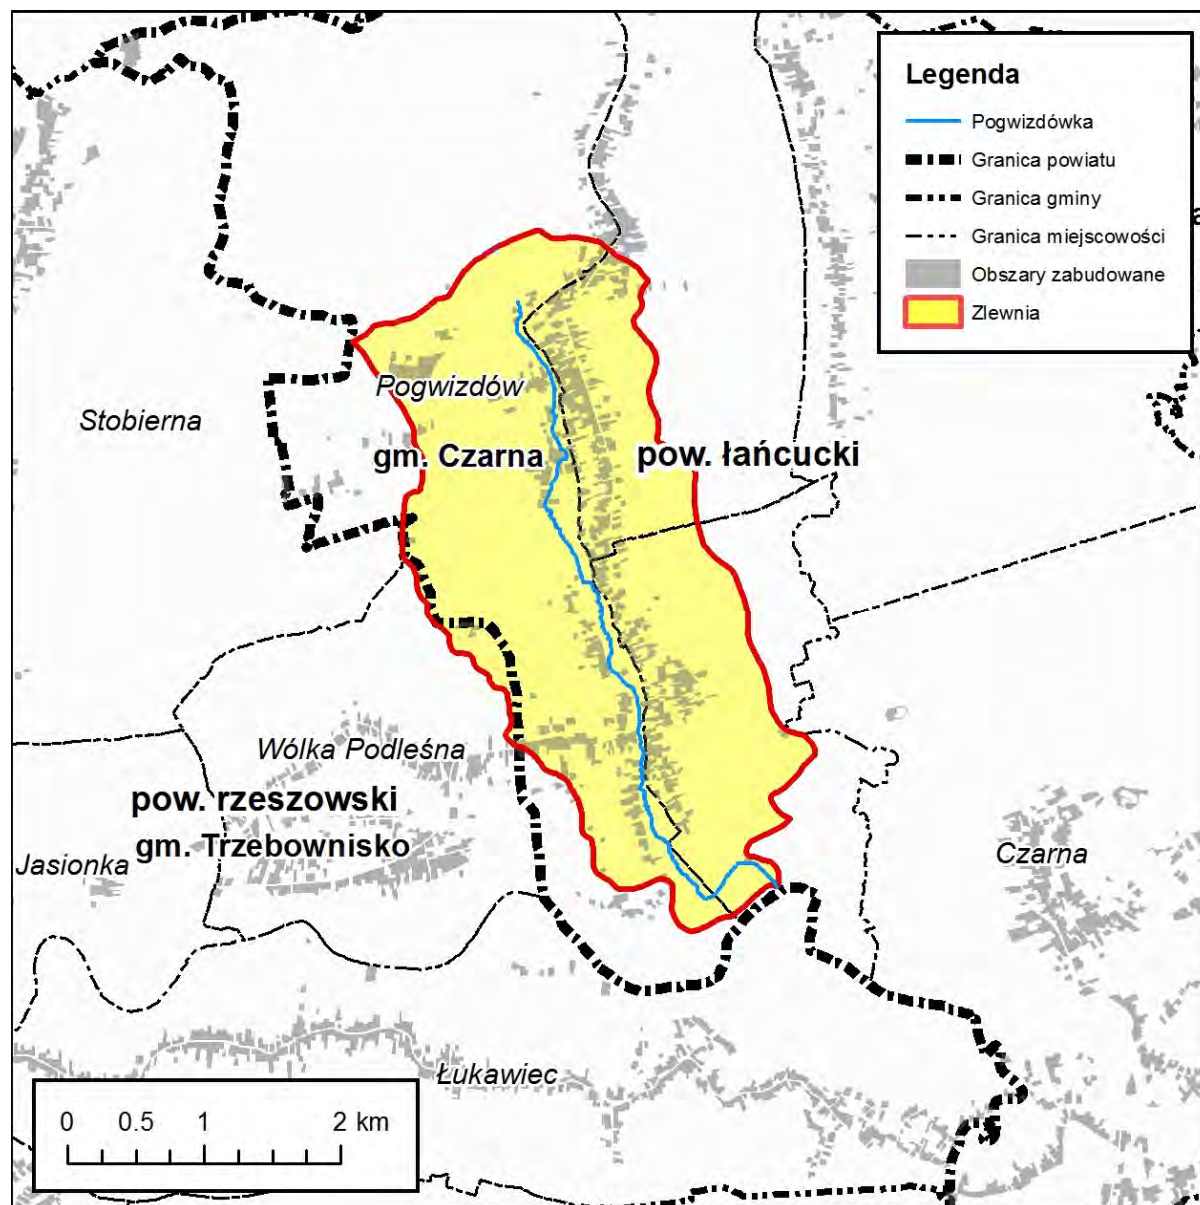 Legenda
Pogwizdówka
Granica powiatu
Granica gminy
Granica miejscowości
Obszary zabudowane
Zlewnia
Pogwizdów
Stobierna
gm. Czarna
pow. łańcucki
Wólka Podleśna
pow. rzeszowski
gm. Trzebownisko
Jasionka
Czarna
Łukawiec
0 0.5 1 2 km